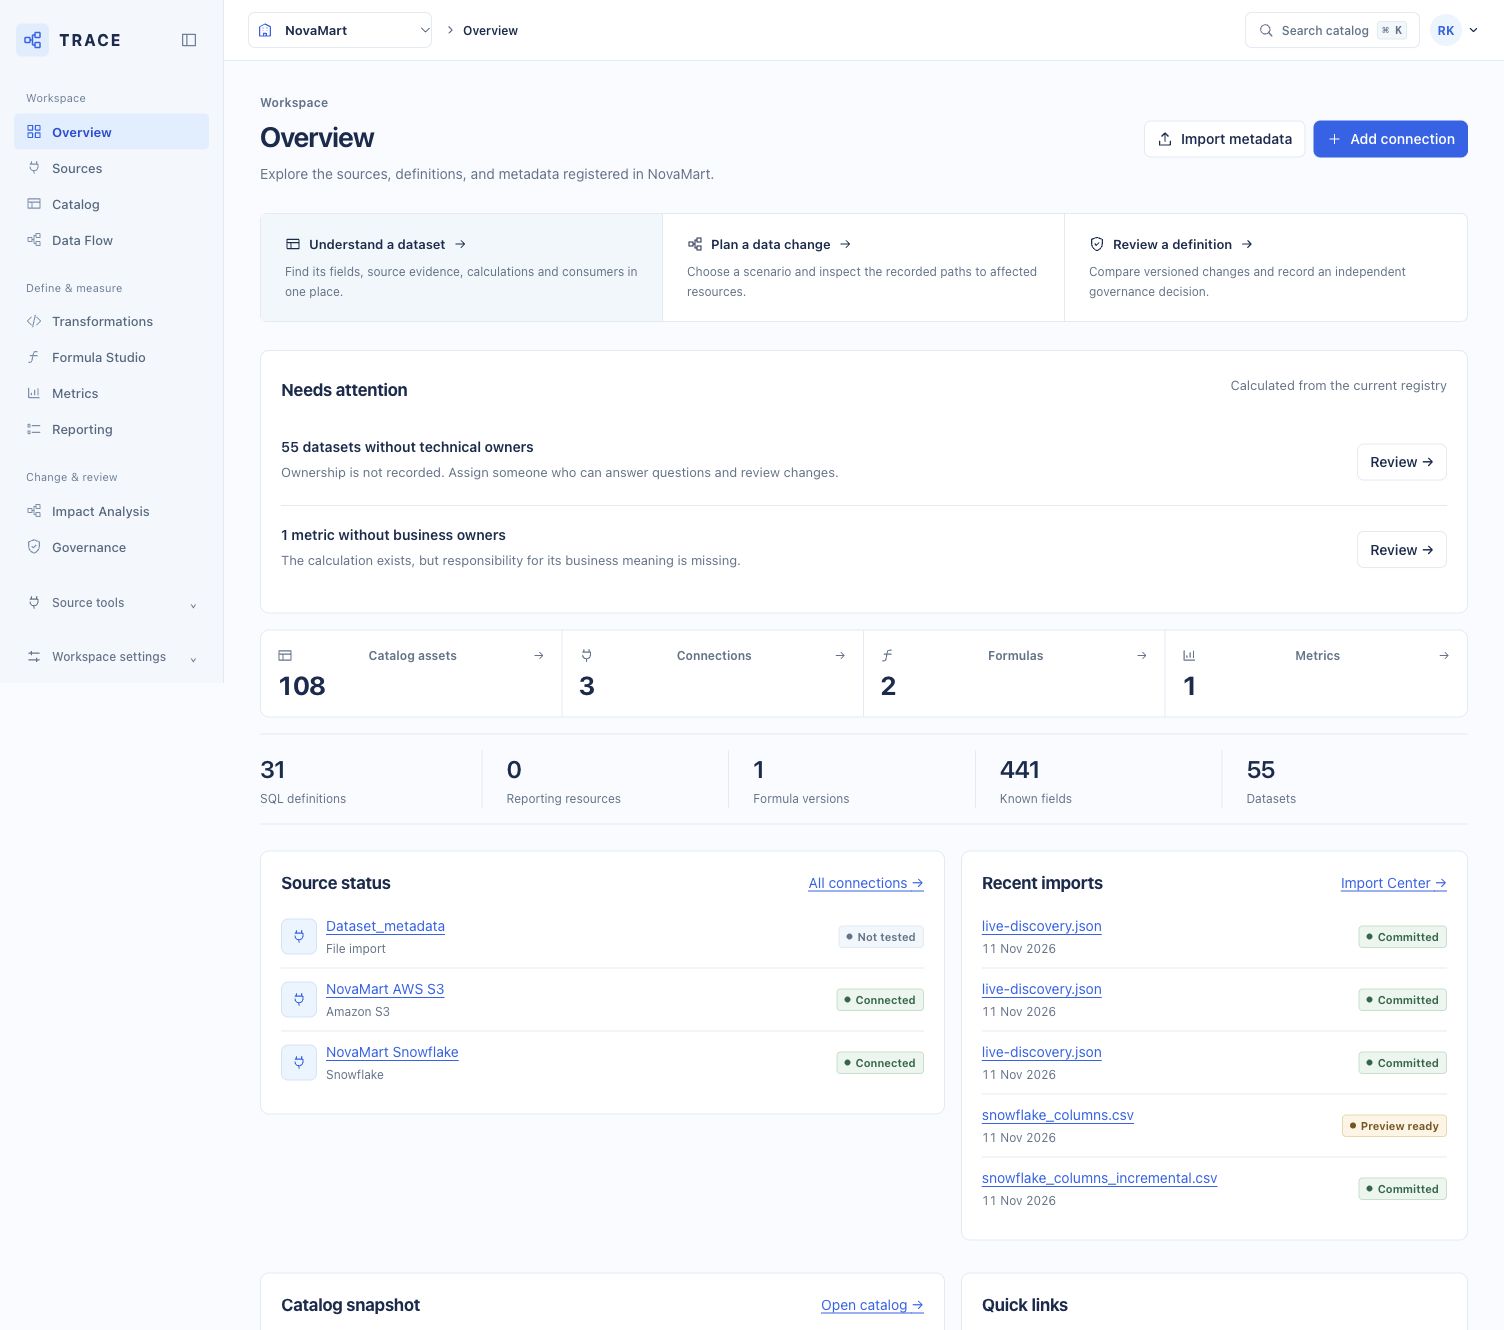 TRACE
Workspace
Overview
Sources
Catalog
Data Flow
Define & measure
Transformations
Formula Studio
Metrics
Reporting
Change & review
Impact Analysis
Governance
Source tools
Workspace settings
NovaMart
Overview
Search catalog ⌘ K
RK
Workspace
Overview
Explore the sources, definitions, and metadata registered in NovaMart.
Import metadata
+ Add connection
Understand a dataset →
Find its fields, source evidence, calculations and consumers in
one place.
Plan a data change →
Choose a scenario and inspect the recorded paths to affected
resources.
Review a definition →
Compare versioned changes and record an independent
governance decision.
Needs attention
Calculated from the current registry
55 datasets without technical owners
Ownership is not recorded. Assign someone who can answer questions and review changes.
Review →
1 metric without business owners
The calculation exists, but responsibility for its business meaning is missing.
Review →
Catalog assets →
108
Connections →
3
Formulas →
2
Metrics →
1
31
SQL definitions
0
Reporting resources
1
Formula versions
441
Known fields
55
Datasets
Source status
All connections →
Dataset_metadata
File import
Not tested
NovaMart AWS S3
Amazon S3
Connected
NovaMart Snowflake
Snowflake
Connected
Recent imports
Import Center →
live-discovery.json
11 Nov 2026
Committed
live-discovery.json
11 Nov 2026
Committed
live-discovery.json
11 Nov 2026
Committed
snowflake_columns.csv
11 Nov 2026
Preview ready
snowflake_columns_incremental.csv
11 Nov 2026
Committed
Catalog snapshot
Open catalog →
Quick links